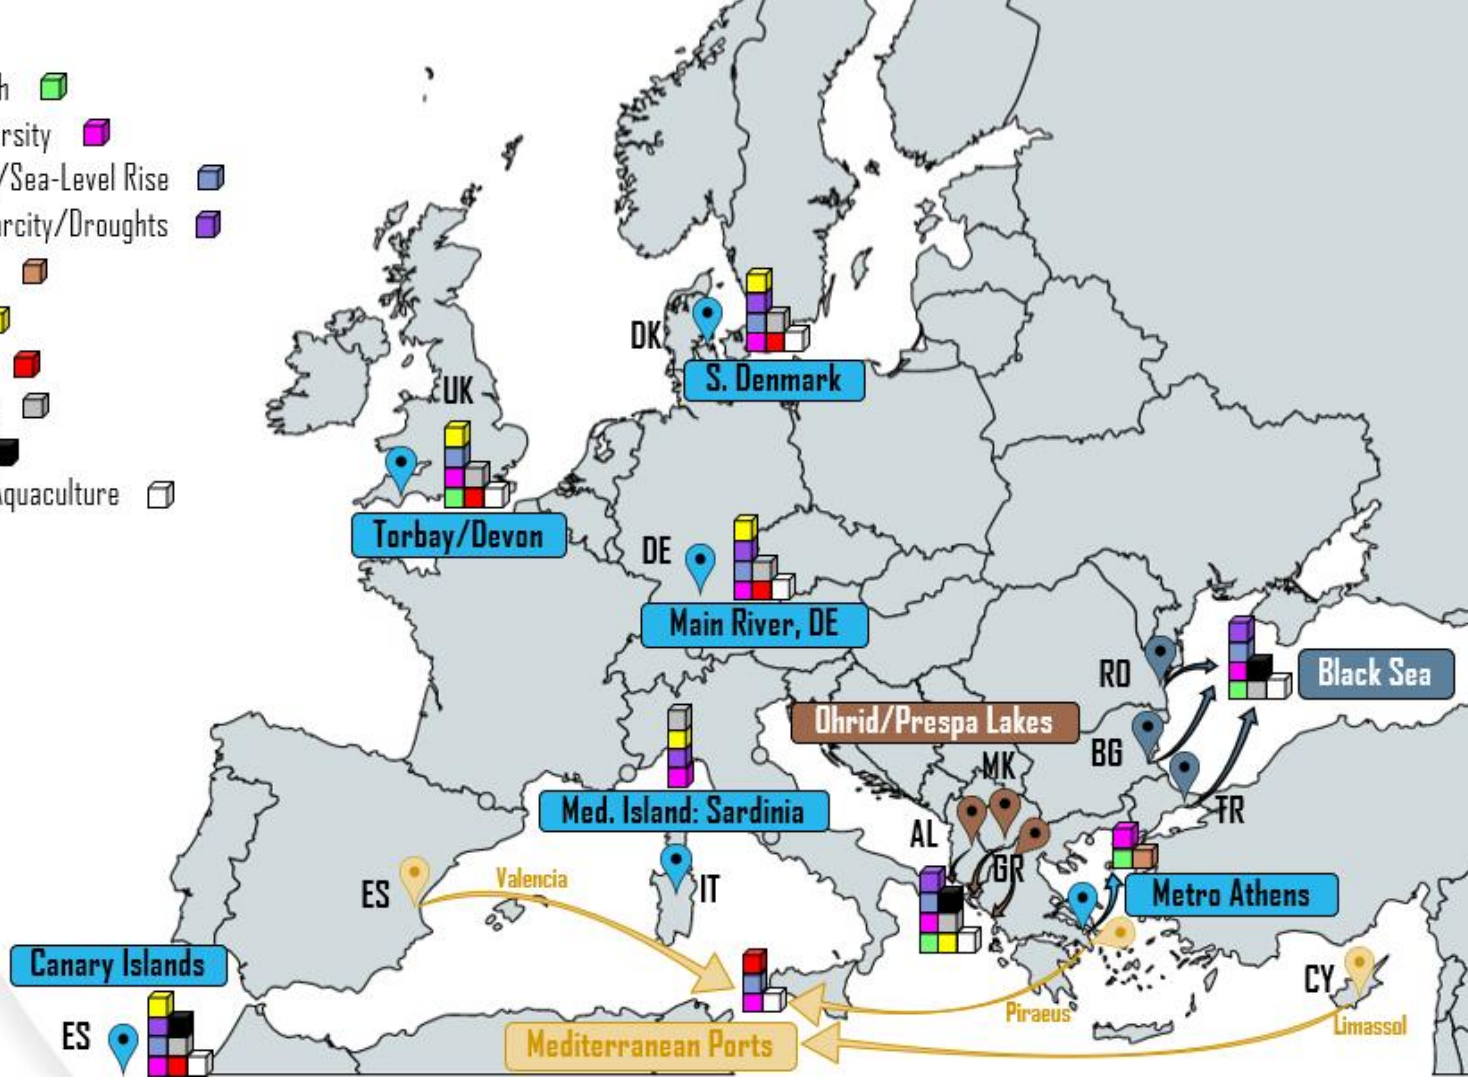 h
rsity
/Sea-Level Rise
rcity/Droughts
Aquaculture
DK
S. Denmark
UK
Torbay/Devon
DE
Main River, DE
RO
Black Sea
Ohrid/Prespa Lakes
BG
MK
TR
Med. Island: Sardinia
AL
GR
ES
Valencia
IT
Metro Athens
Canary Islands
CY
Piraeus
Limassol
ES
Mediterranean Ports